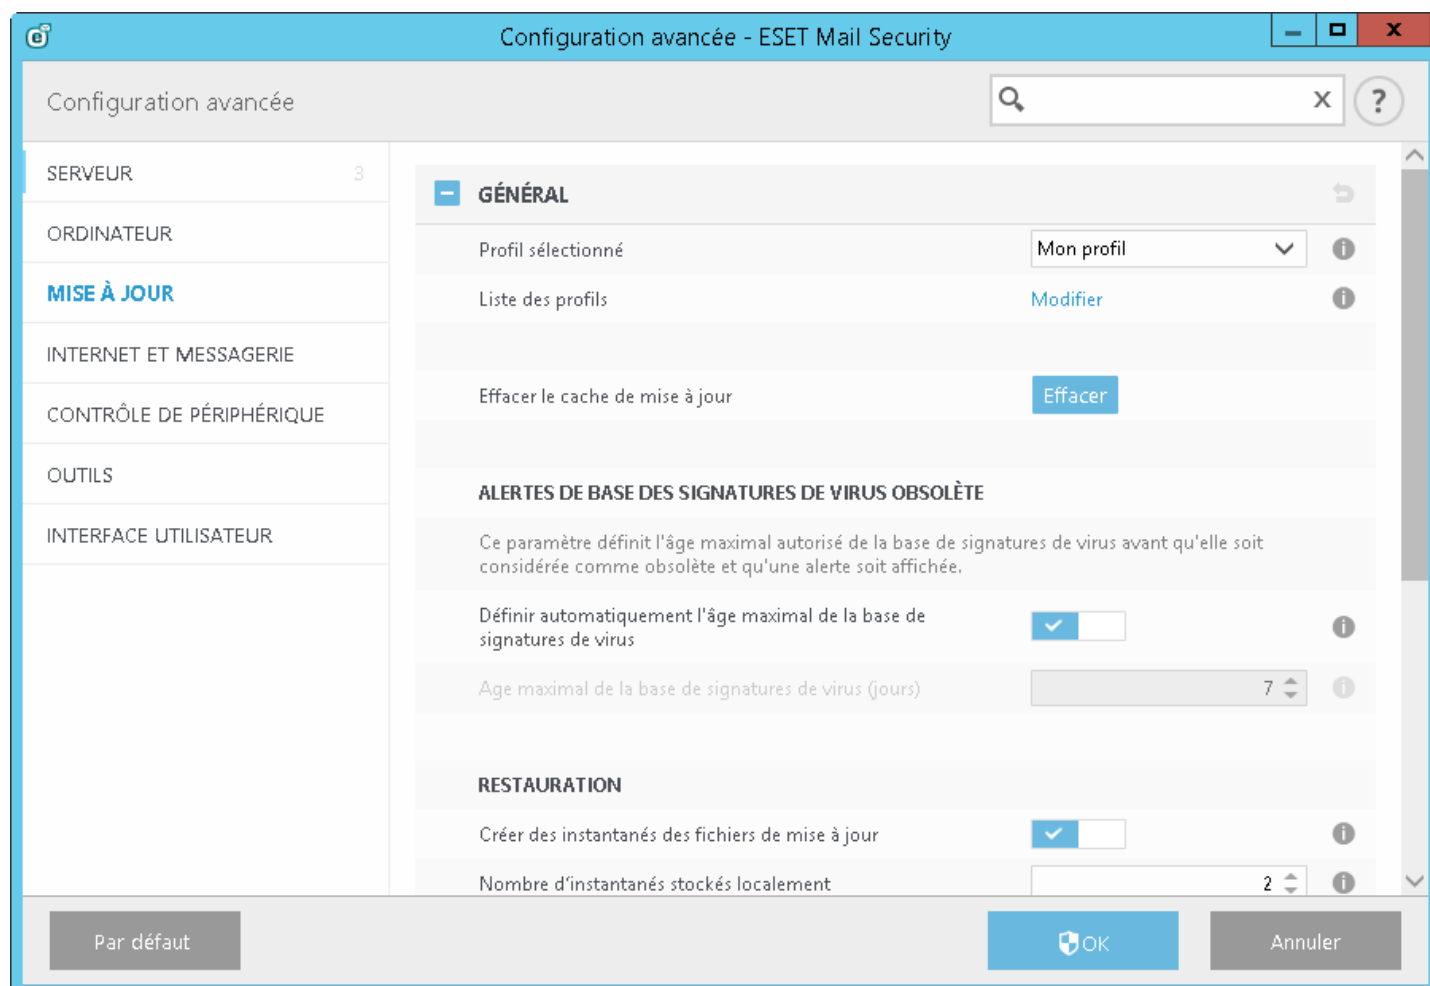 Configuration avancée - ESET Mail Security
Configuration avancée
SERVEUR 3
ORDINATEUR
MISE À JOUR
INTERNET ET MESSAGERIE
CONTRÔLE DE PÉRIPHÉRIQUE
OUTILS
INTERFACE UTILISATEUR
GÉNÉRAL
Profil sélectionné Mon profil
Liste des profils Modifier
Effacer le cache de mise à jour Effacer
ALERTES DE BASE DES SIGNATURES DE VIRUS OBSOLÈTE
Ce paramètre définit l'âge maximal autorisé de la base de signatures de virus avant qu'elle soit
considérée comme obsolète et qu'une alerte soit affichée.
Définir automatiquement l'âge maximal de la base de
signatures de virus
Age maximal de la base de signatures de virus (jours) 7
RESTAURATION
Créer des instantanés des fichiers de mise à jour
Nombre d'instantanés stockés localement 2
Par défaut
OK
Annuler